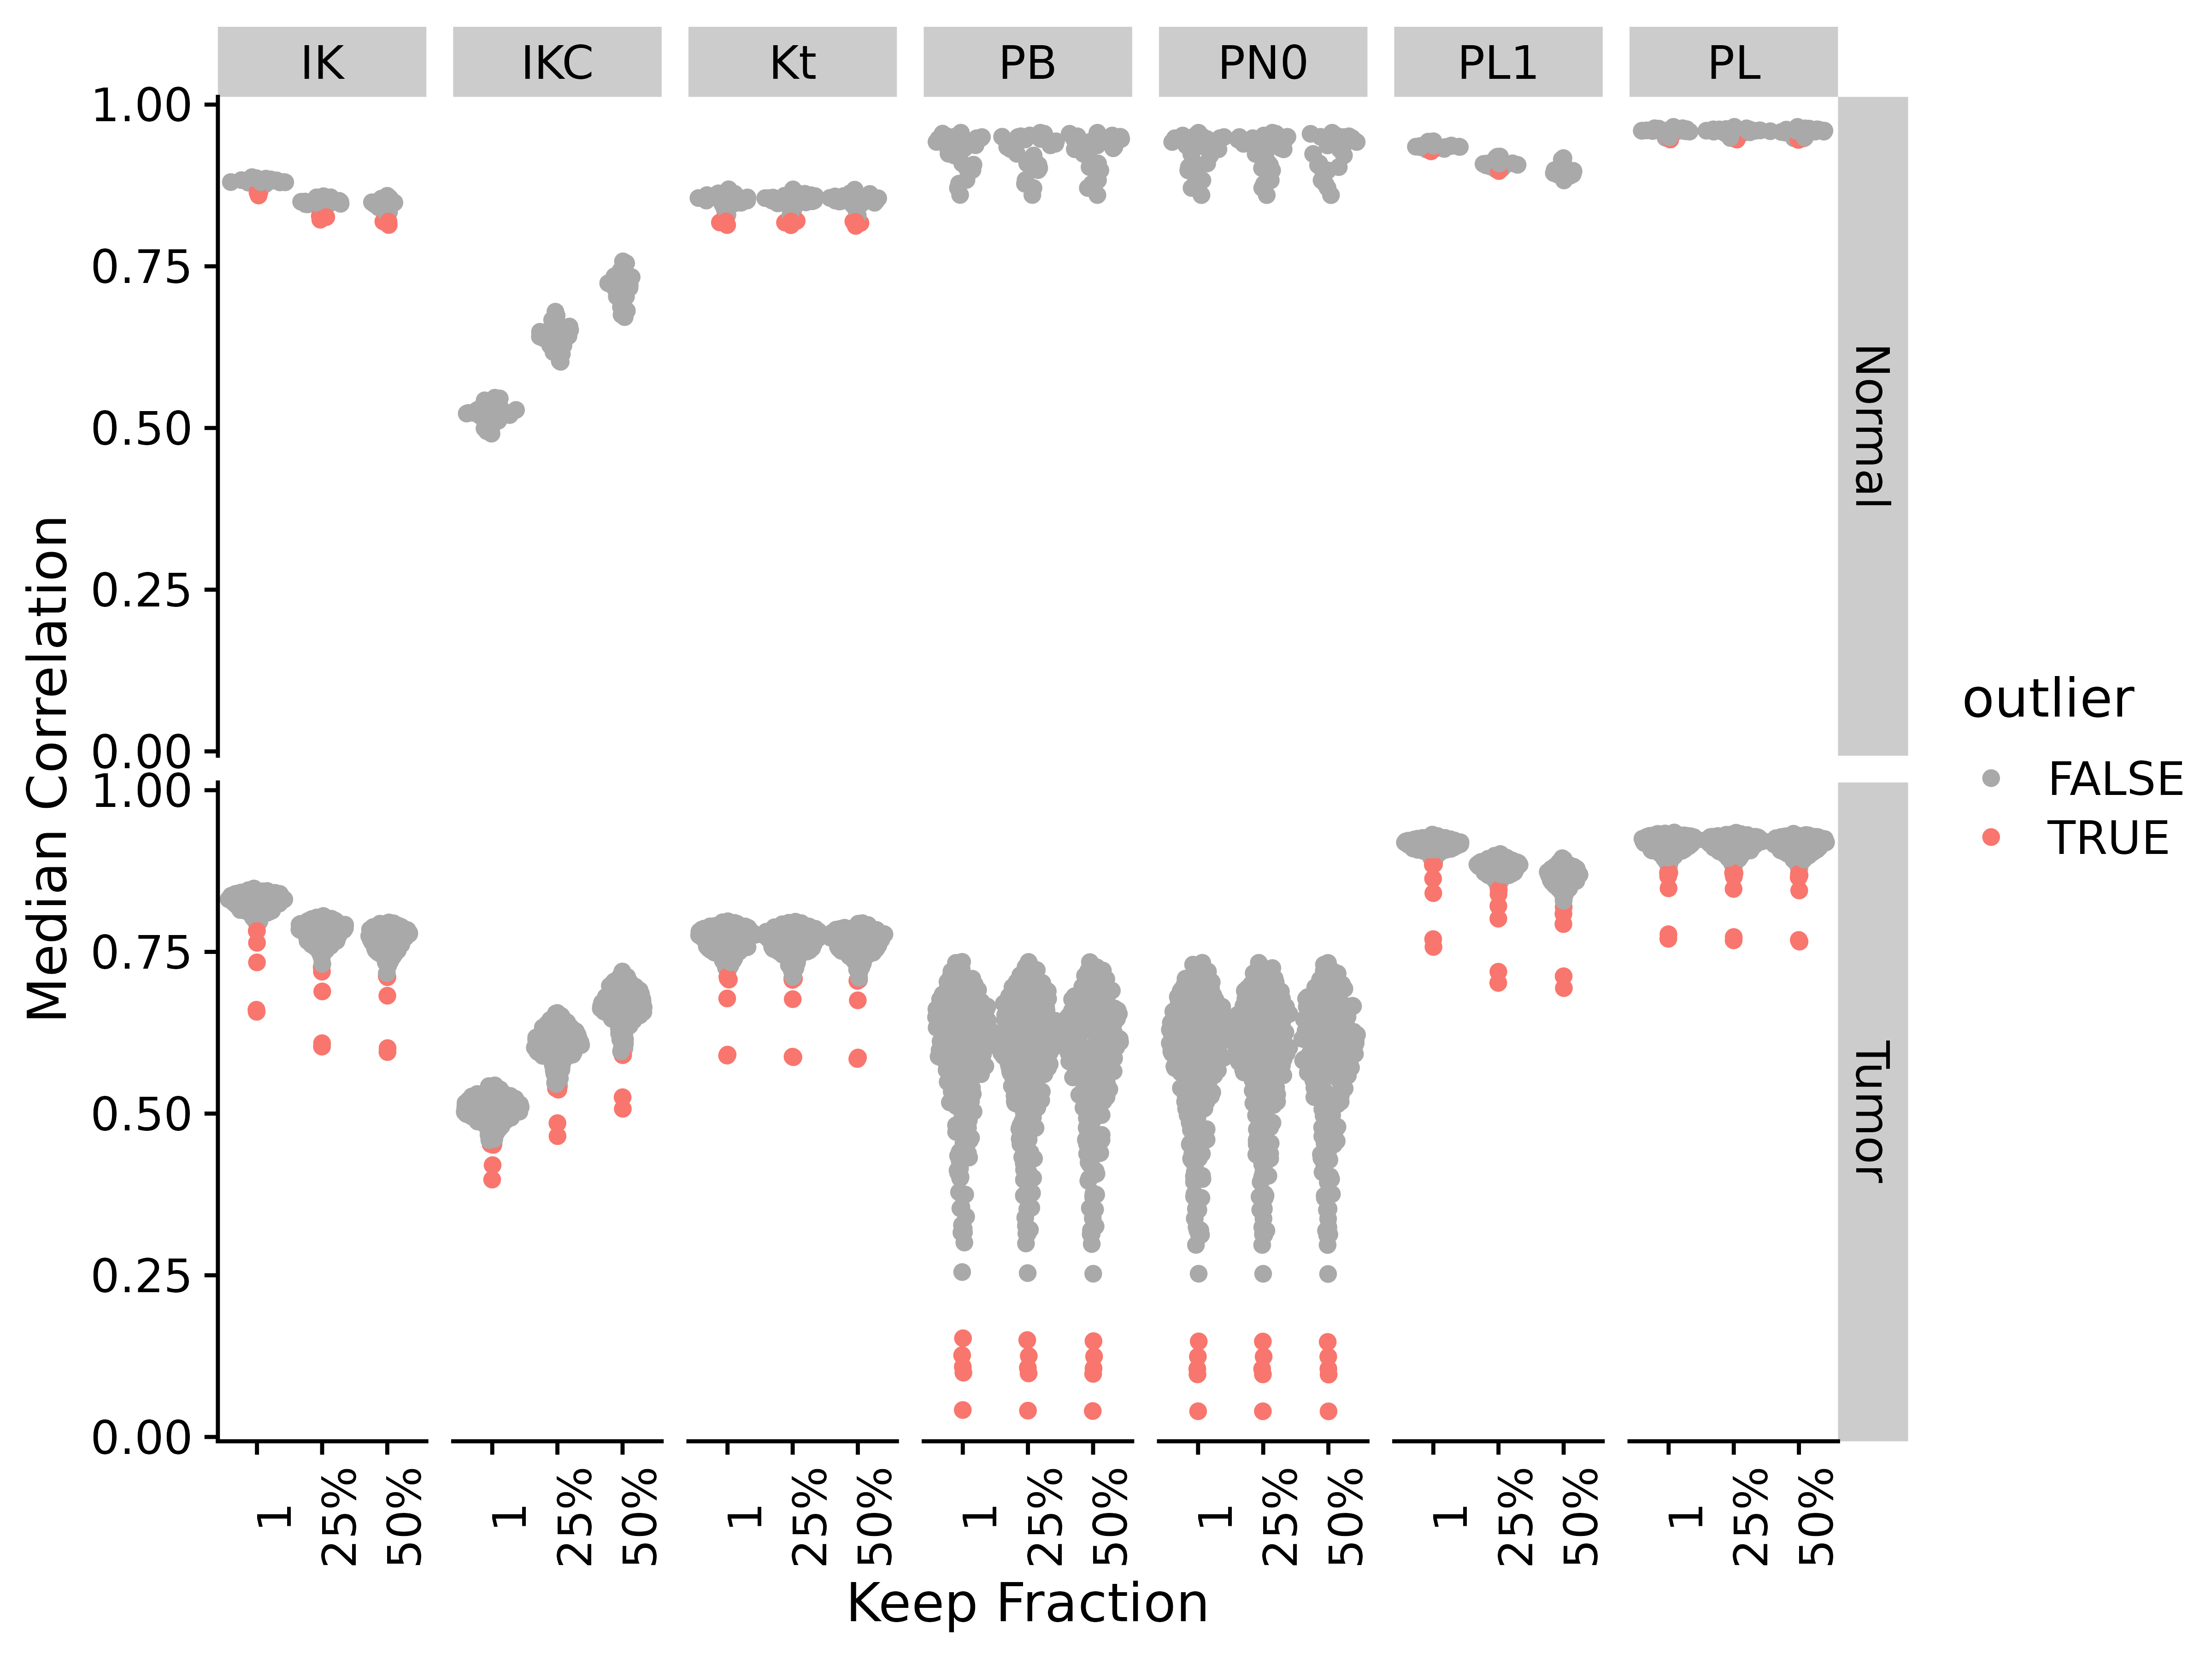 IK IKC Kt PB PN0 PL1 PL
1.00
0.75
0.50
0.25
0.00
Normal
1.00
0.75
0.50
0.25
0.00
Tumor
Median Correlation
1 25% 50% 1 25% 50% 1 25% 50% 1 25% 50% 1 25% 50% 1 25% 50% 1 25% 50%
Keep Fraction
outlier
FALSE
TRUE